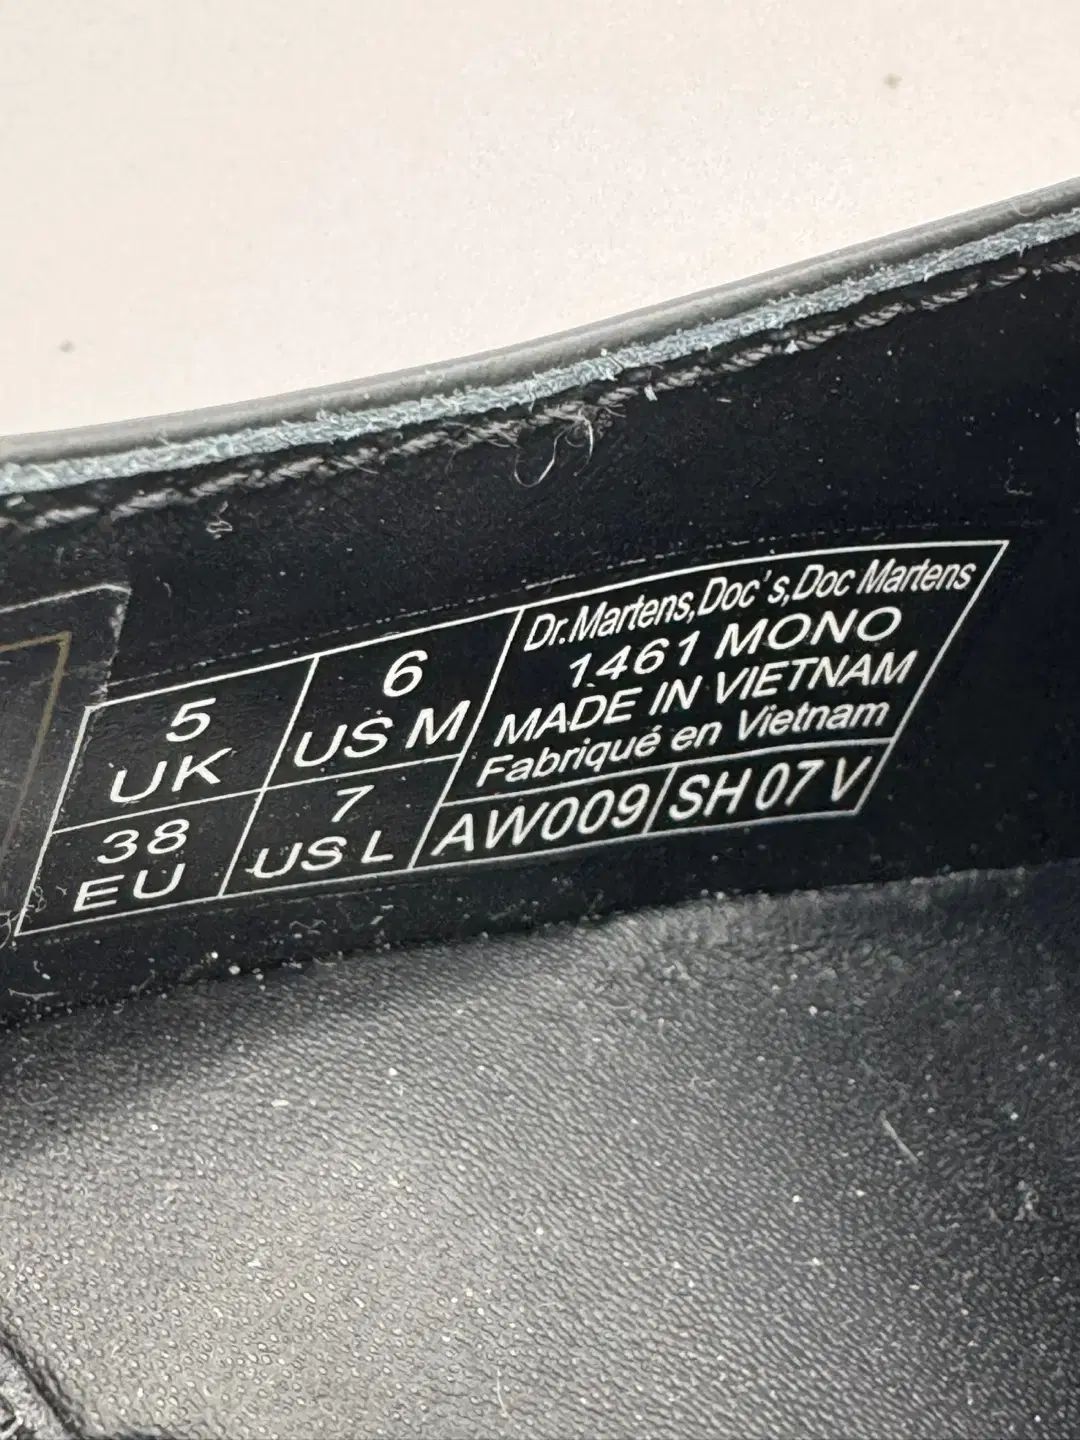 5
UK
6
US M
38
EU
7
US L
Dr.Martens,Doc's,Doc Martens
1461 MONO
MADE IN VIETNAM
Fabriqué en Vietnam
AW009
SH 07 V